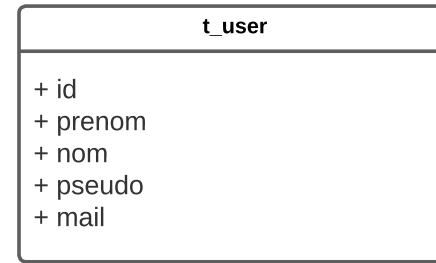 t_user
+ id
+ prenom
+ nom
+ pseudo
+ mail